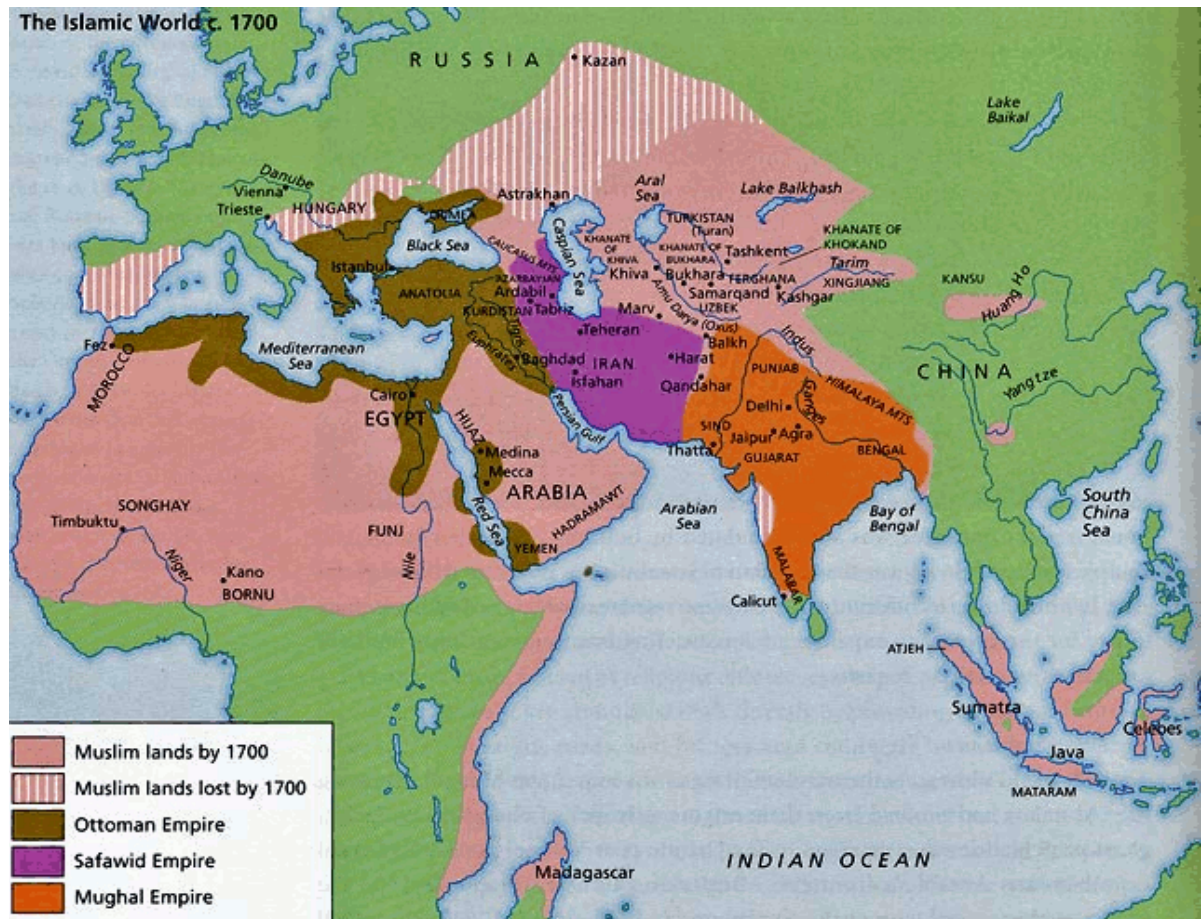 The Islamic World c. 1700
RUSSIA
Kazan
Lake
Baikal
Danube
Vienna
Trieste
HUNGARY
Astrakhan
Aral
Sea
Lake Balkhash
CRIMEA
Black Sea
Caspian Sea
CAUCASUS MTS
TURKISTAN
(Turan)
KHANATE OF
KHOKAND
KHANATE
OF
KHIVA
KHANATE OF
BUKHARA
Tashkent
Tarim
Istanbul
Khiva
Bukhara
FERGHANA
XINGJIANG
KANSU
Huang Ho
ANATOLIA
AZARBAYJAN
Ardabil
Samarqand
Kashgar
KURDISTAN
Tabriz
Marv
Amu Darya (Oxus)
UZBEK
Tigris
Teheran
Balkh
Indus
Fez
MOROCCO
Mediterranean
Sea
Euphrates
Baghdad
IRAN
Harat
PUNJAB
HIMALAYA MTS
CHINA
Yangtze
Isfahan
Qandahar
Cairo
EGYPT
Delhi
Ganges
Persian Gulf
HIJAZ
SIND
Jaipur
Agra
Medina
Thatta
GUJARAT
BENGAL
Mecca
ARABIA
SONGHAY
Timbuktu
FUNJ
Red Sea
HADRAMAWT
Arabian
Sea
Bay of
Bengal
South
China
Sea
YEMEN
Niger
Kano
BORNU
Nile
MALABAR
Calicut
ATJEH
Sumatra
Celebes
Java
MATARAM
Muslim lands by 1700
Muslim lands lost by 1700
Ottoman Empire
Safawid Empire
Mughal Empire
Madagascar
INDIAN OCEAN